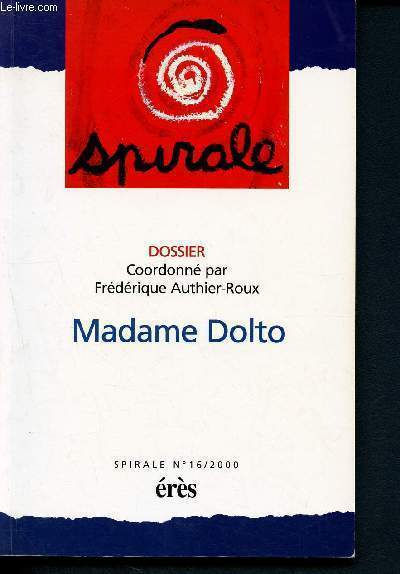 Le-livre.com
spirale
DOSSIER
Coordonné par
Frédérique Authier-Roux
Madame Dolto
SPIRALE N°16/2000
érès